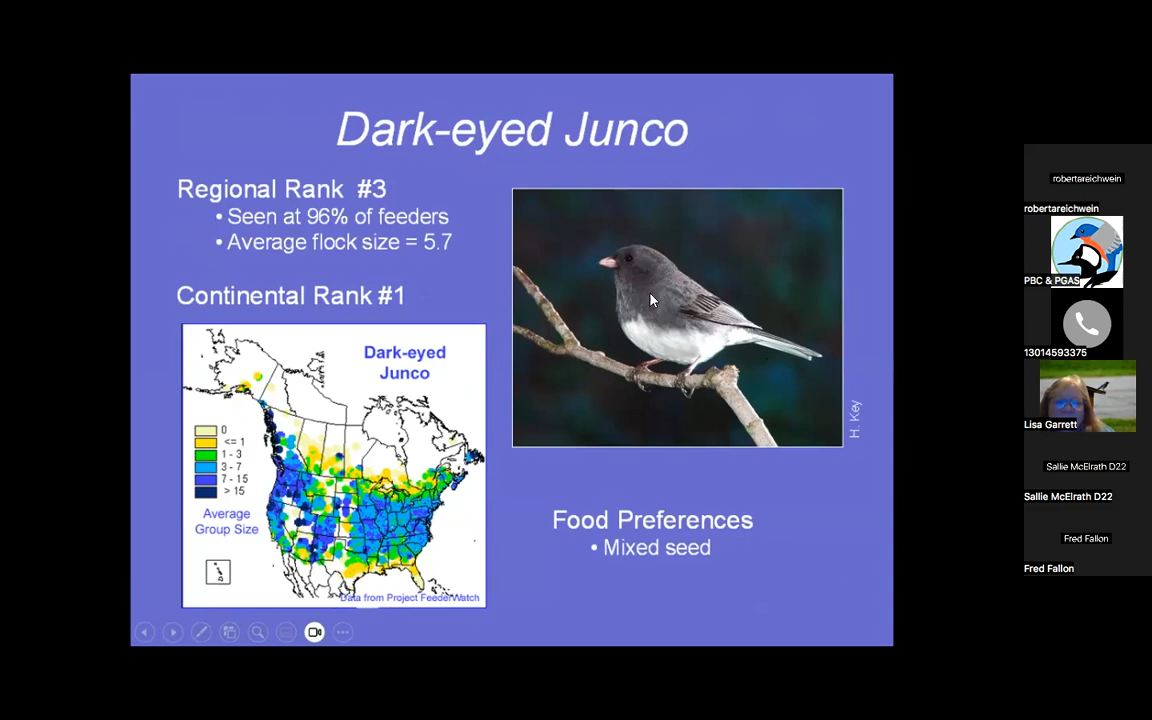 Dark-eyed Junco
Regional Rank #3
• Seen at 96% of feeders
• Average flock size = 5.7
Continental Rank #1
Dark-eyed
Junco
0
<= 1
1 - 3
3 - 7
7 - 15
> 15
Average
Group Size
Data from Project FeederWatch
H. Key
Food Preferences
• Mixed seed
robertareichwein
robertareichwein
PBC & PGAS
13014593375
Lisa Garrett
Sallie McElrath D22
Sallie McElrath D22
Fred Fallon
Fred Fallon